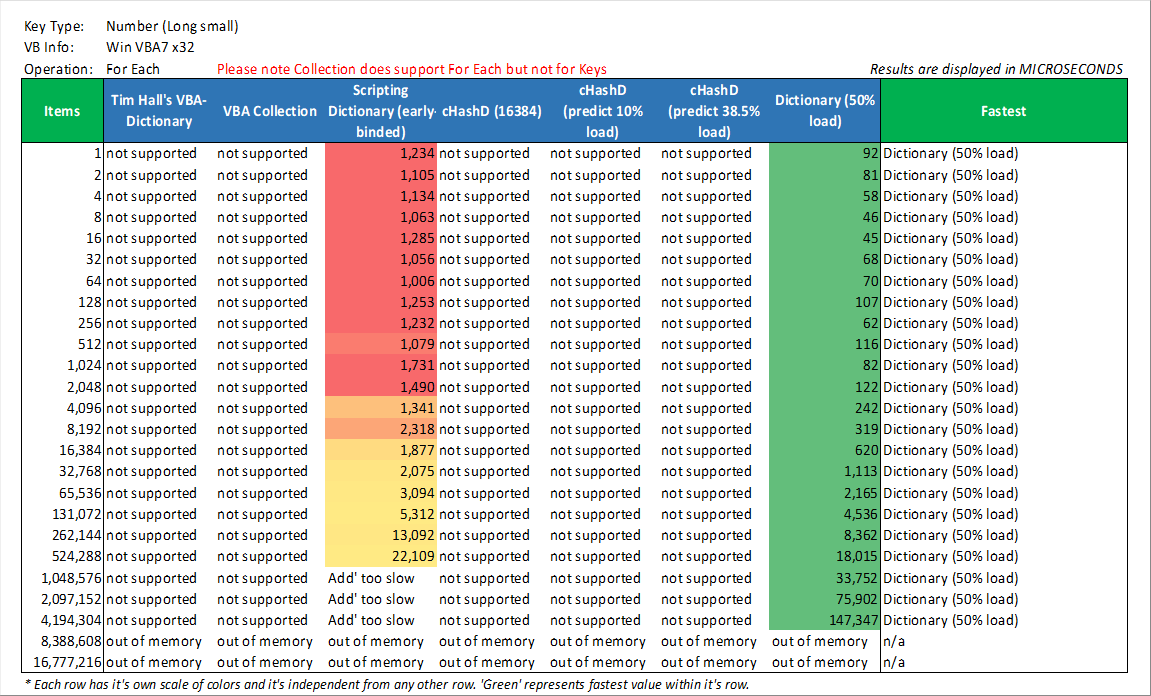 Key Type: Number (Long small)
VB Info: Win VBA7 x32
Operation: For Each Please note Collection does support For Each but not for Keys Results are displayed in MICROSECONDS
Items Tim Hall's VBA-Dictionary VBA Collection Scripting Dictionary (early-binded) cHashD (16384) cHashD (predict 10% load) cHashD (predict 38.5% load) Dictionary (50% load) Fastest
1 not supported not supported 1,234 not supported not supported not supported 92 Dictionary (50% load)
2 not supported not supported 1,105 not supported not supported not supported 81 Dictionary (50% load)
4 not supported not supported 1,134 not supported not supported not supported 58 Dictionary (50% load)
8 not supported not supported 1,063 not supported not supported not supported 46 Dictionary (50% load)
16 not supported not supported 1,285 not supported not supported not supported 45 Dictionary (50% load)
32 not supported not supported 1,056 not supported not supported not supported 68 Dictionary (50% load)
64 not supported not supported 1,006 not supported not supported not supported 70 Dictionary (50% load)
128 not supported not supported 1,253 not supported not supported not supported 107 Dictionary (50% load)
256 not supported not supported 1,232 not supported not supported not supported 62 Dictionary (50% load)
512 not supported not supported 1,079 not supported not supported not supported 116 Dictionary (50% load)
1,024 not supported not supported 1,731 not supported not supported not supported 82 Dictionary (50% load)
2,048 not supported not supported 1,490 not supported not supported not supported 122 Dictionary (50% load)
4,096 not supported not supported 1,341 not supported not supported not supported 242 Dictionary (50% load)
8,192 not supported not supported 2,318 not supported not supported not supported 319 Dictionary (50% load)
16,384 not supported not supported 1,877 not supported not supported not supported 620 Dictionary (50% load)
32,768 not supported not supported 2,075 not supported not supported not supported 1,113 Dictionary (50% load)
65,536 not supported not supported 3,094 not supported not supported not supported 2,165 Dictionary (50% load)
131,072 not supported not supported 5,312 not supported not supported not supported 4,536 Dictionary (50% load)
262,144 not supported not supported 13,092 not supported not supported not supported 8,362 Dictionary (50% load)
524,288 not supported not supported 22,109 not supported not supported not supported 18,015 Dictionary (50% load)
1,048,576 not supported not supported Add' too slow not supported not supported not supported 33,752 Dictionary (50% load)
2,097,152 not supported not supported Add' too slow not supported not supported not supported 75,902 Dictionary (50% load)
4,194,304 not supported not supported Add' too slow not supported not supported not supported 147,347 Dictionary (50% load)
8,388,608 out of memory out of memory out of memory out of memory out of memory out of memory out of memory n/a
16,777,216 out of memory out of memory out of memory out of memory out of memory out of memory out of memory n/a
* Each row has it's own scale of colors and it's independent from any other row. 'Green' represents fastest value within it's row.